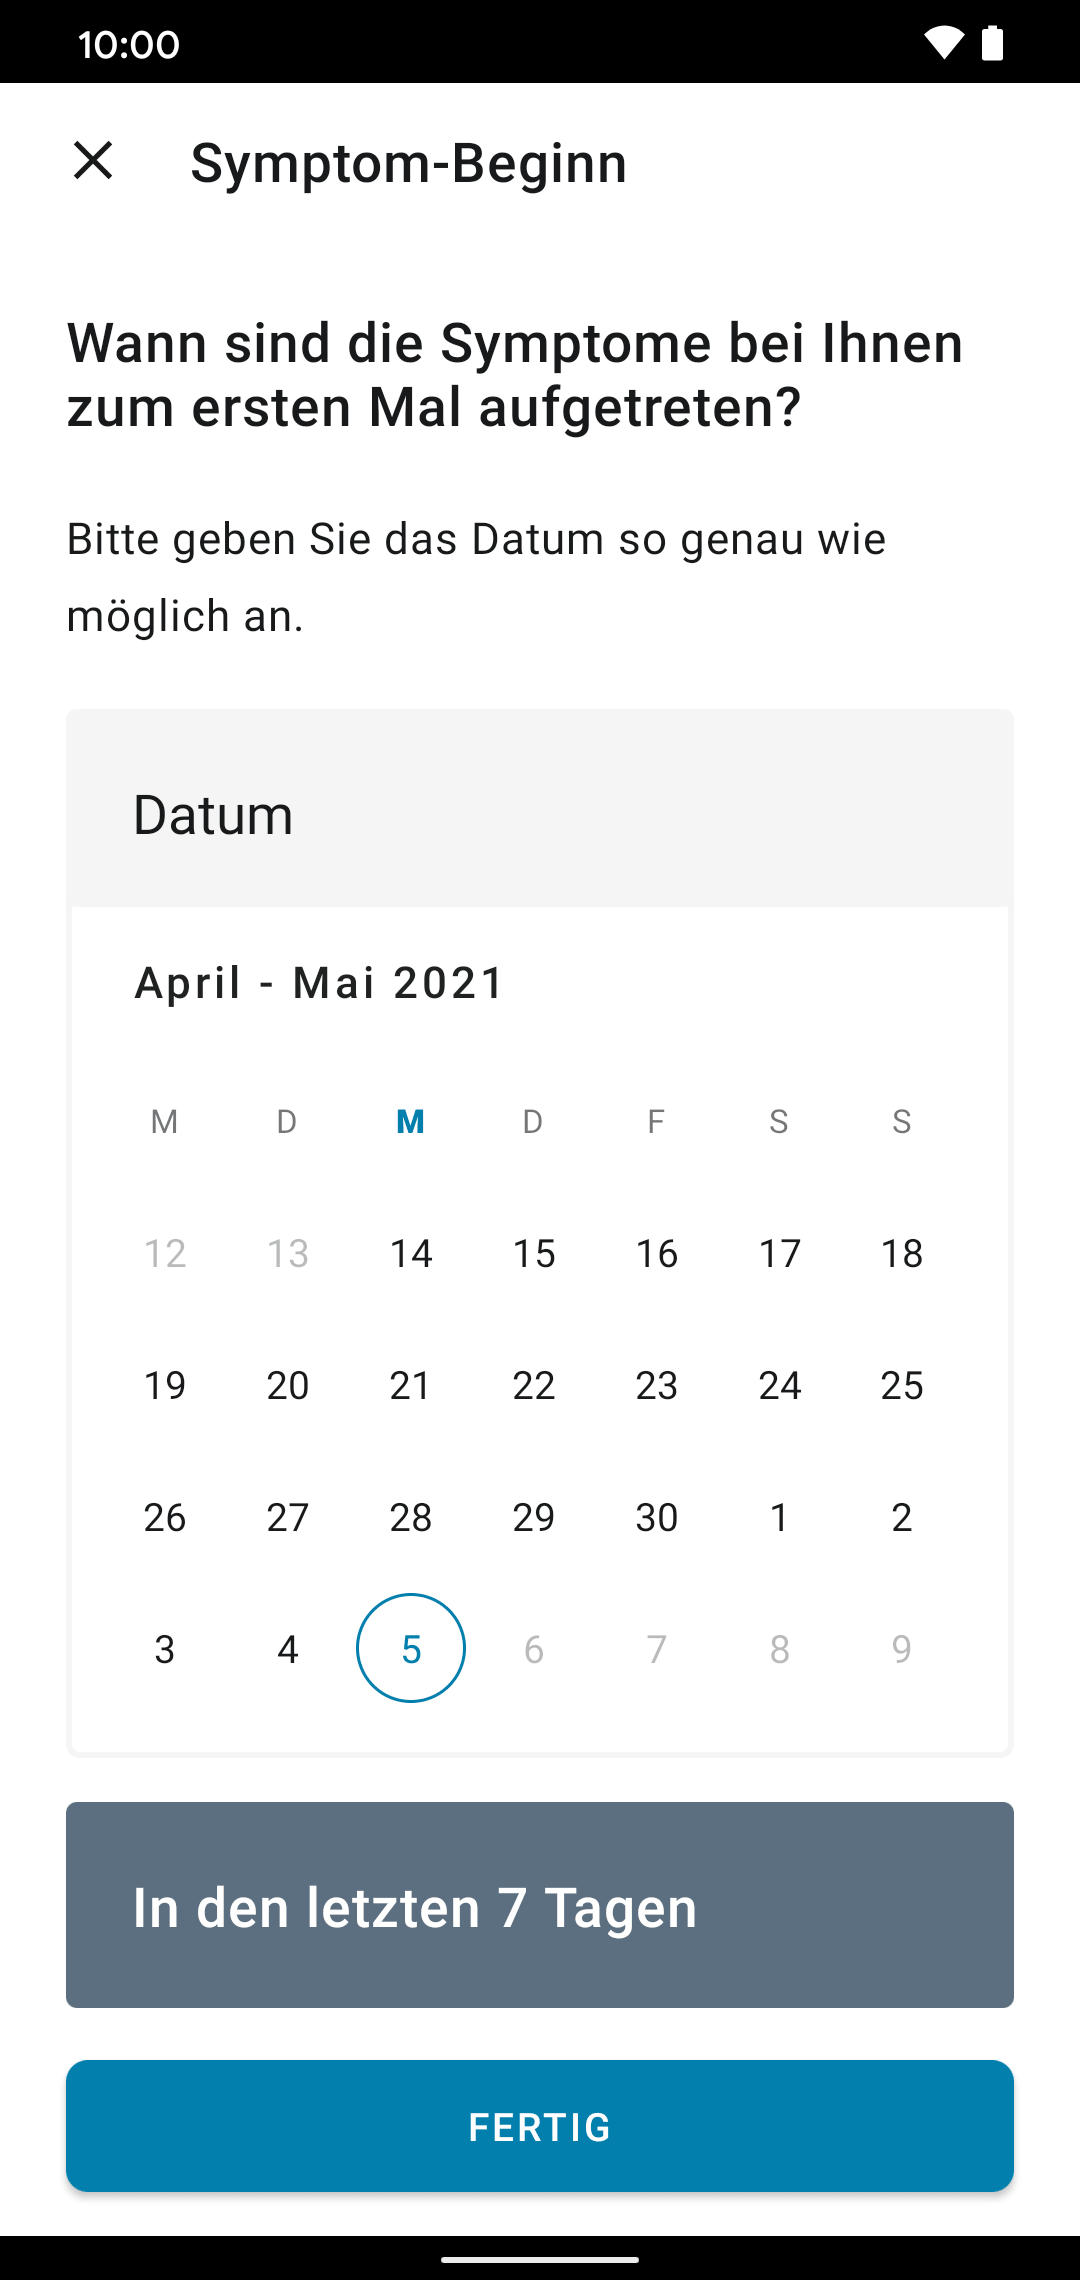 10:00
Symptom-Beginn
Wann sind die Symptome bei Ihnen
zum ersten Mal aufgetreten?
Bitte geben Sie das Datum so genau wie
möglich an.
Datum
April - Mai 2021
M D M D F S S
12 13 14 15 16 17 18
19 20 21 22 23 24 25
26 27 28 29 30 1 2
3 4 5 6 7 8 9
In den letzten 7 Tagen
FERTIG